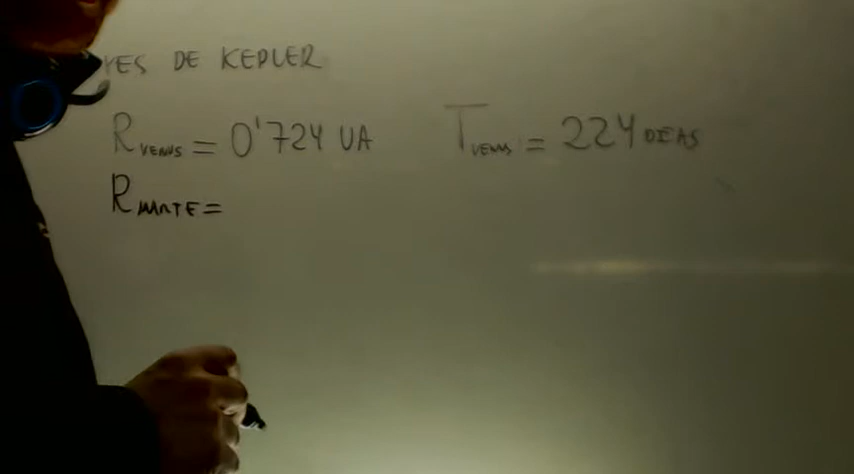 YES DE KEPLER
R VENUS = 0'724 UA T VENUS = 224 DIAS
R MARTE =